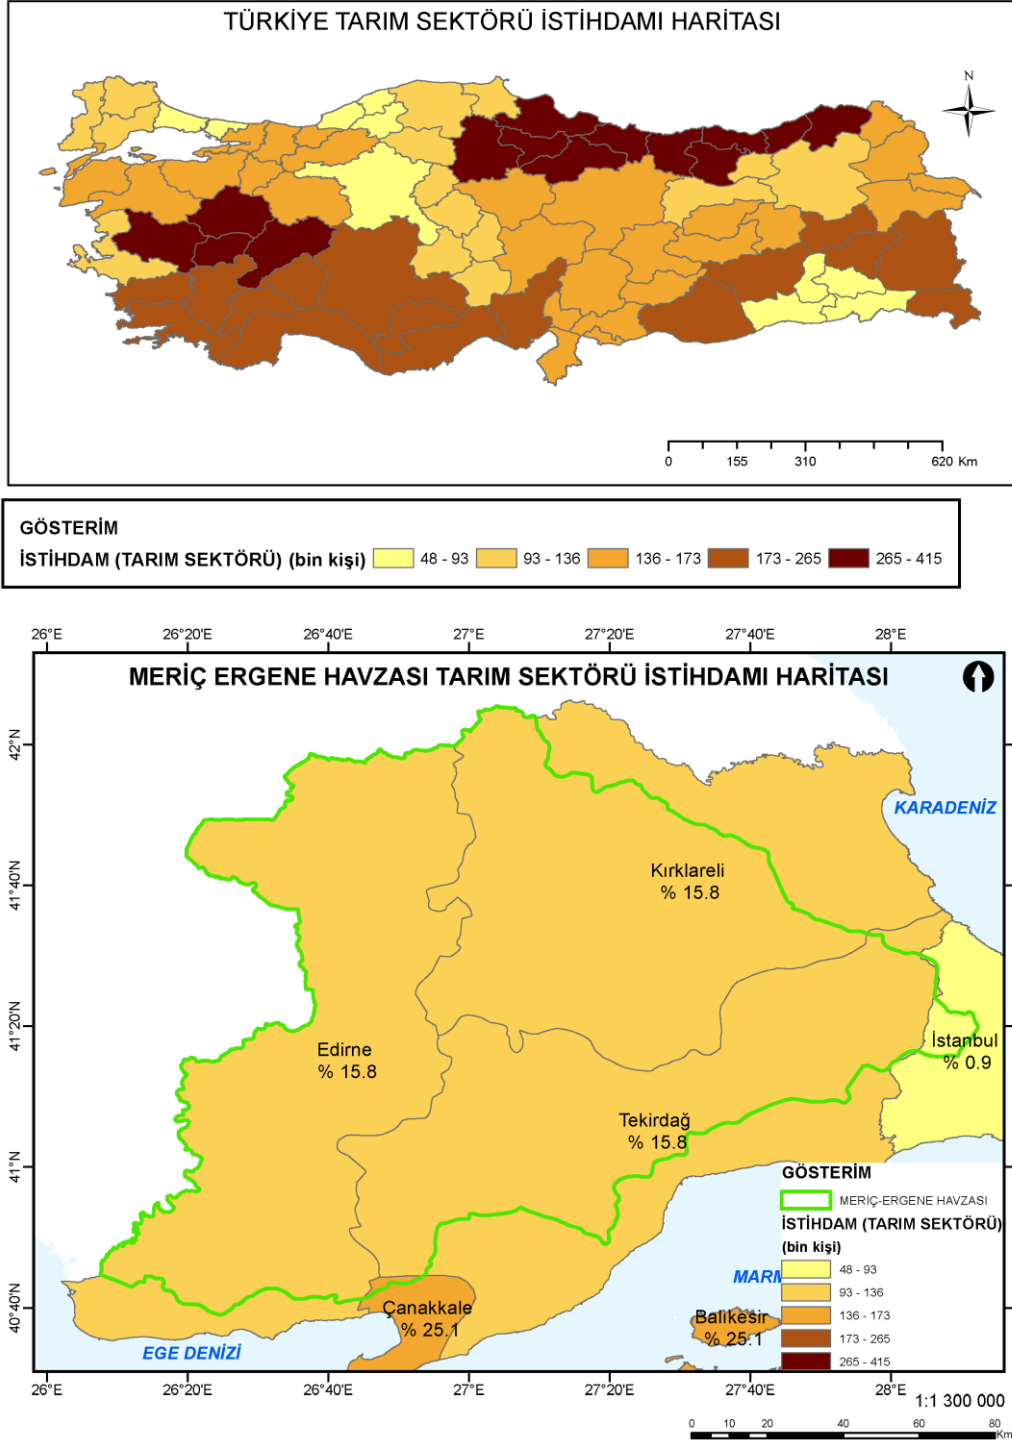 TÜRKİYE TARIM SEKTÖRÜ İSTİHDAMI HARİTASI
N
0 155 310 620 Km
GÖSTERİM
İSTİHDAM (TARIM SEKTÖRÜ) (bin kişi) 48 - 93 93 - 136 136 - 173 173 - 265 265 - 415
26°E 26°20'E 26°40'E 27°E 27°20'E 27°40'E 28°E
MERİÇ ERGENE HAVZASI TARIM SEKTÖRÜ İSTİHDAMI HARİTASI
42°N
KARADENİZ
Kırklareli
% 15.8
41°40'N
41°20'N
İstanbul
% 0.9
Edirne
% 15.8
Tekirdağ
% 15.8
41°N
GÖSTERİM
MERİÇ-ERGENE HAVZASI
İSTİHDAM (TARIM SEKTÖRÜ)
(bin kişi)
48 - 93
MARM
93 - 136
40°40'N
Çanakkale
% 25.1
136 - 173
Balıkesir
% 25.1
173 - 265
EGE DENİZİ
265 - 415
26°E 26°20'E 26°40'E 27°E 27°20'E 27°40'E 28°E
1:1 300 000
0 10 20 40 60 80
Km